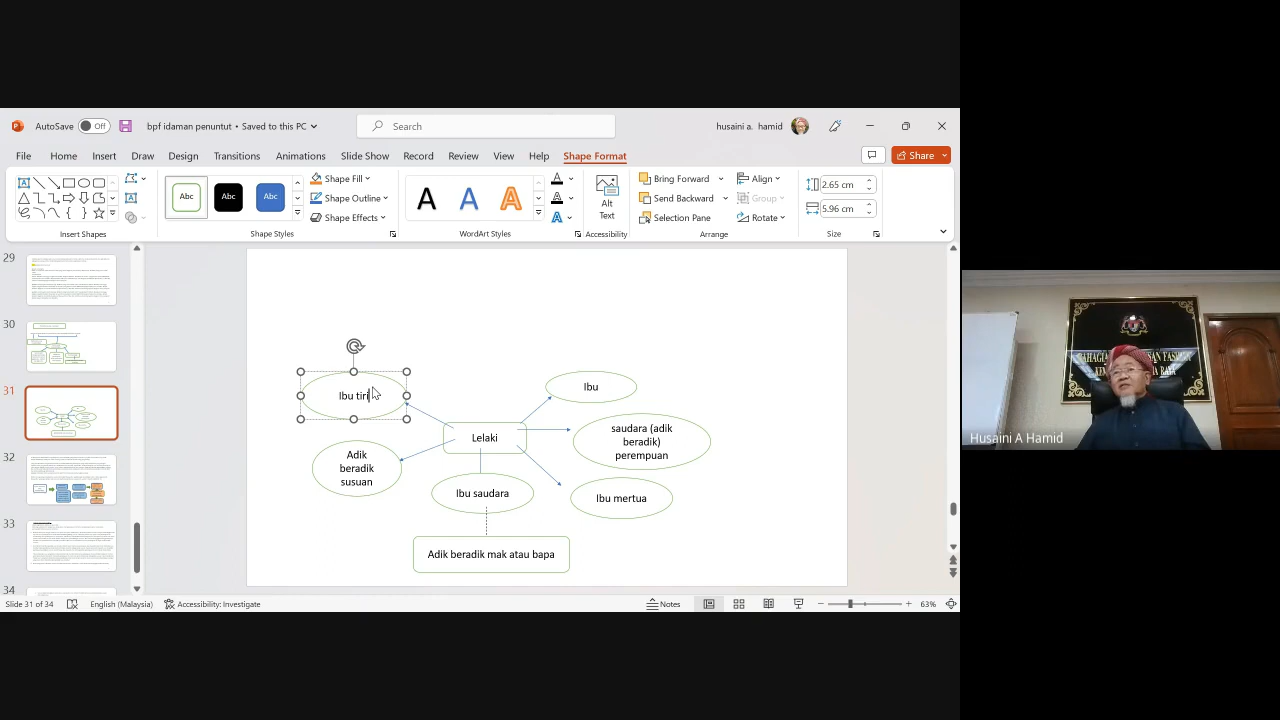 AutoSave Off bpf idaman penuntut • Saved to this PC Search husaini a. hamid
File Home Insert Draw Design Transitions Animations Slide Show Record Review View Help Shape Format Share
Abc Abc Abc
Shape Fill
Shape Outline
Shape Effects
A A A
Alt Text
Bring Forward
Send Backward
Selection Pane
Align
Group
Rotate
2.65 cm
5.96 cm
Insert Shapes Shape Styles WordArt Styles Accessibility Arrange Size
29
30
31
32
33
34
Ibu tiri
Ibu
Lelaki
saudara (adik
beradik)
perempuan
Adik
beradik
susuan
Ibu saudara
Ibu mertua
Adik beradik mak atau bapa
Slide 31 of 34 English (Malaysia) Accessibility: Investigate Notes 63%
Husaini A Hamid